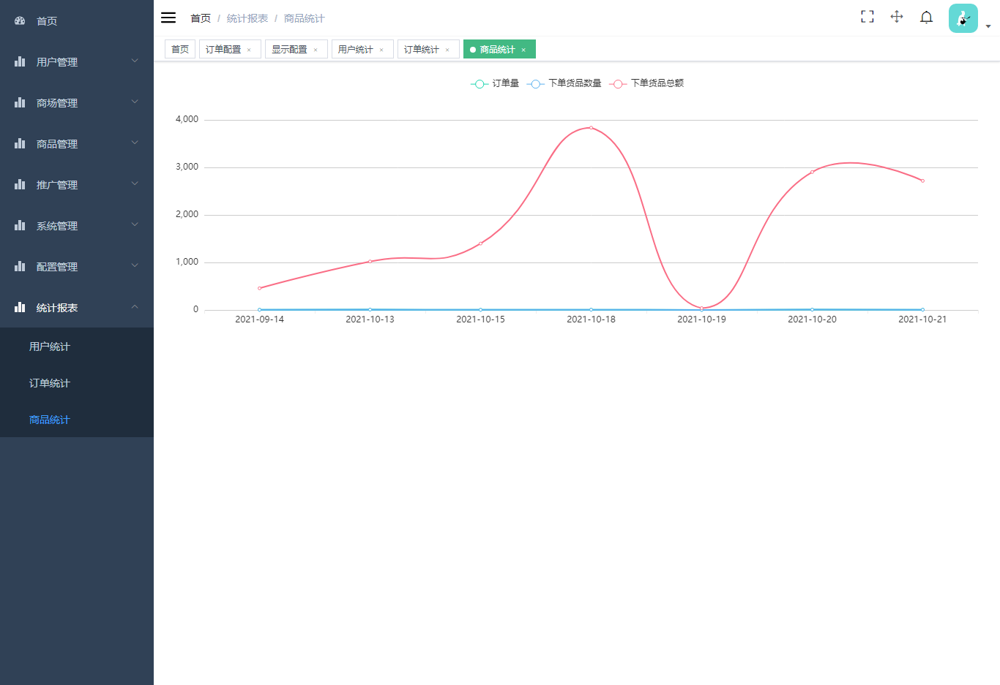 首页
用户管理
商场管理
商品管理
推广管理
系统管理
配置管理
统计报表
用户统计
订单统计
商品统计
首页 / 统计报表 / 商品统计
首页 订单配置 × 显示配置 × 用户统计 × 订单统计 × 商品统计 ×
订单量 下单货品数量 下单货品总额
4,000
3,000
2,000
1,000
0
2021-09-14 2021-10-13 2021-10-15 2021-10-18 2021-10-19 2021-10-20 2021-10-21